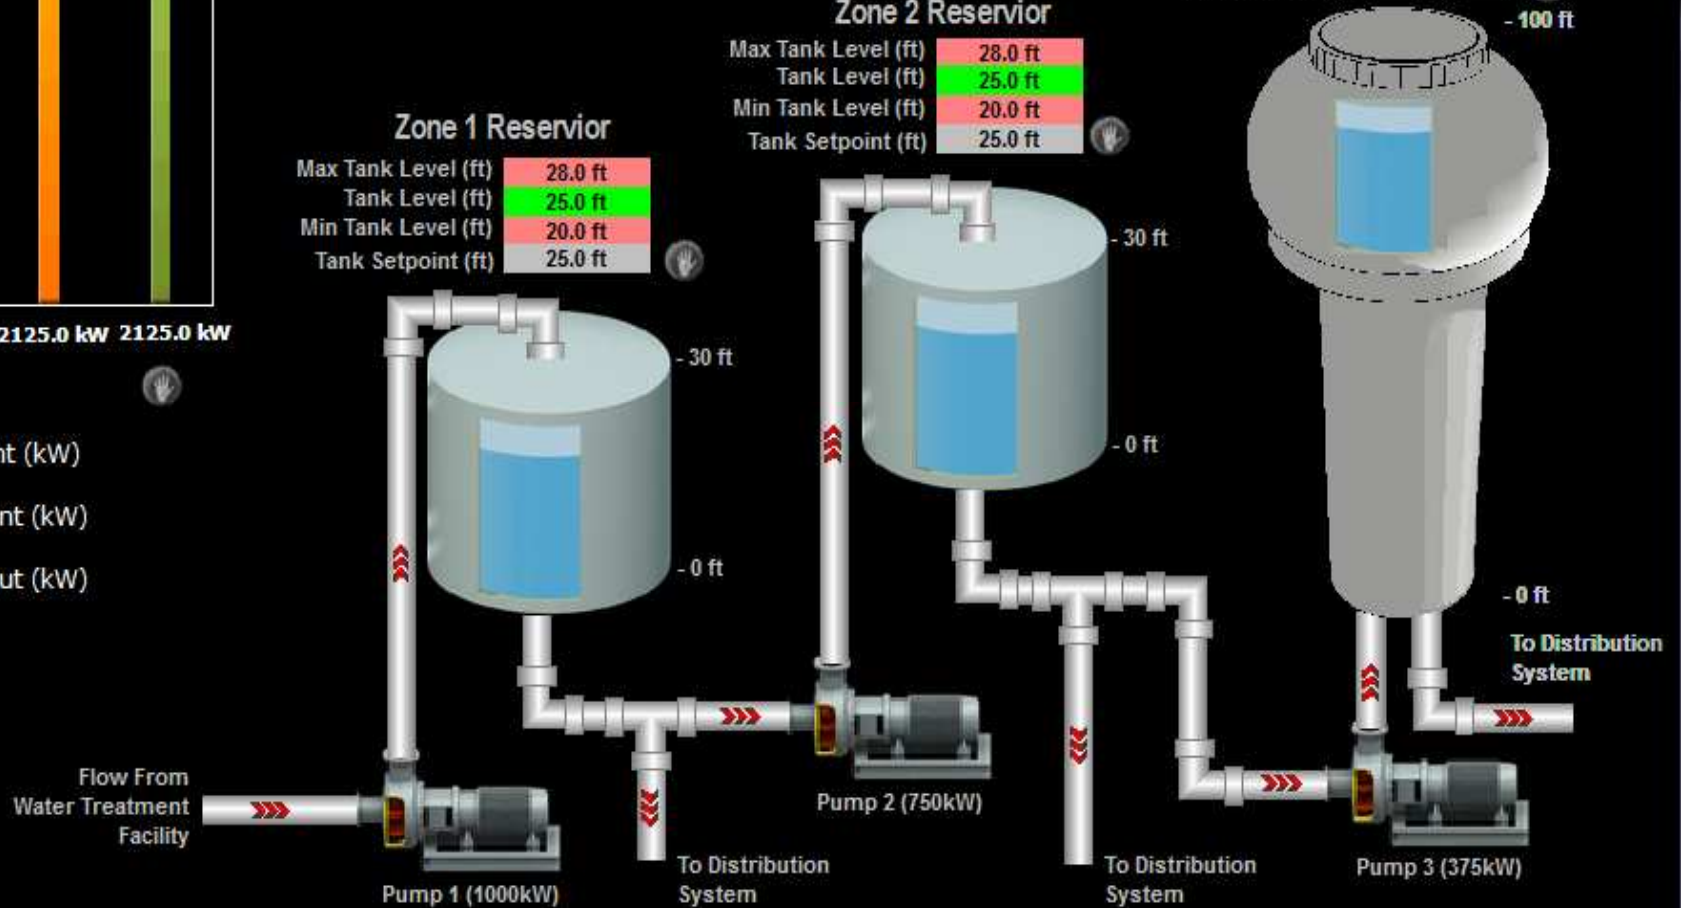 Zone 2 Reservior
Max Tank Level (ft) 28.0 ft
Tank Level (ft) 25.0 ft
Min Tank Level (ft) 20.0 ft
Tank Setpoint (ft) 25.0 ft
- 100 ft
Zone 1 Reservior
Max Tank Level (ft) 28.0 ft
Tank Level (ft) 25.0 ft
Min Tank Level (ft) 20.0 ft
Tank Setpoint (ft) 25.0 ft
- 30 ft
2125.0 kW 2125.0 kW
- 30 ft
- 0 ft
nt (kW)
nt (kW)
ut (kW)
- 0 ft
- 0 ft
To Distribution
System
Flow From
Water Treatment
Facility
Pump 1 (1000kW)
To Distribution
System
Pump 2 (750kW)
To Distribution
System
Pump 3 (375kW)